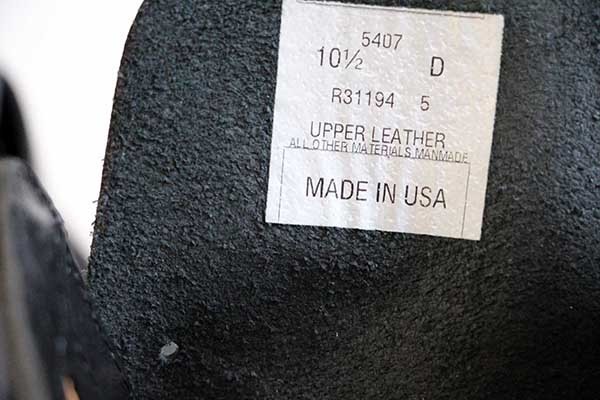 5407
10½ D
R31194 5
UPPER LEATHER
ALL OTHER MATERIALS MANMADE
MADE IN USA